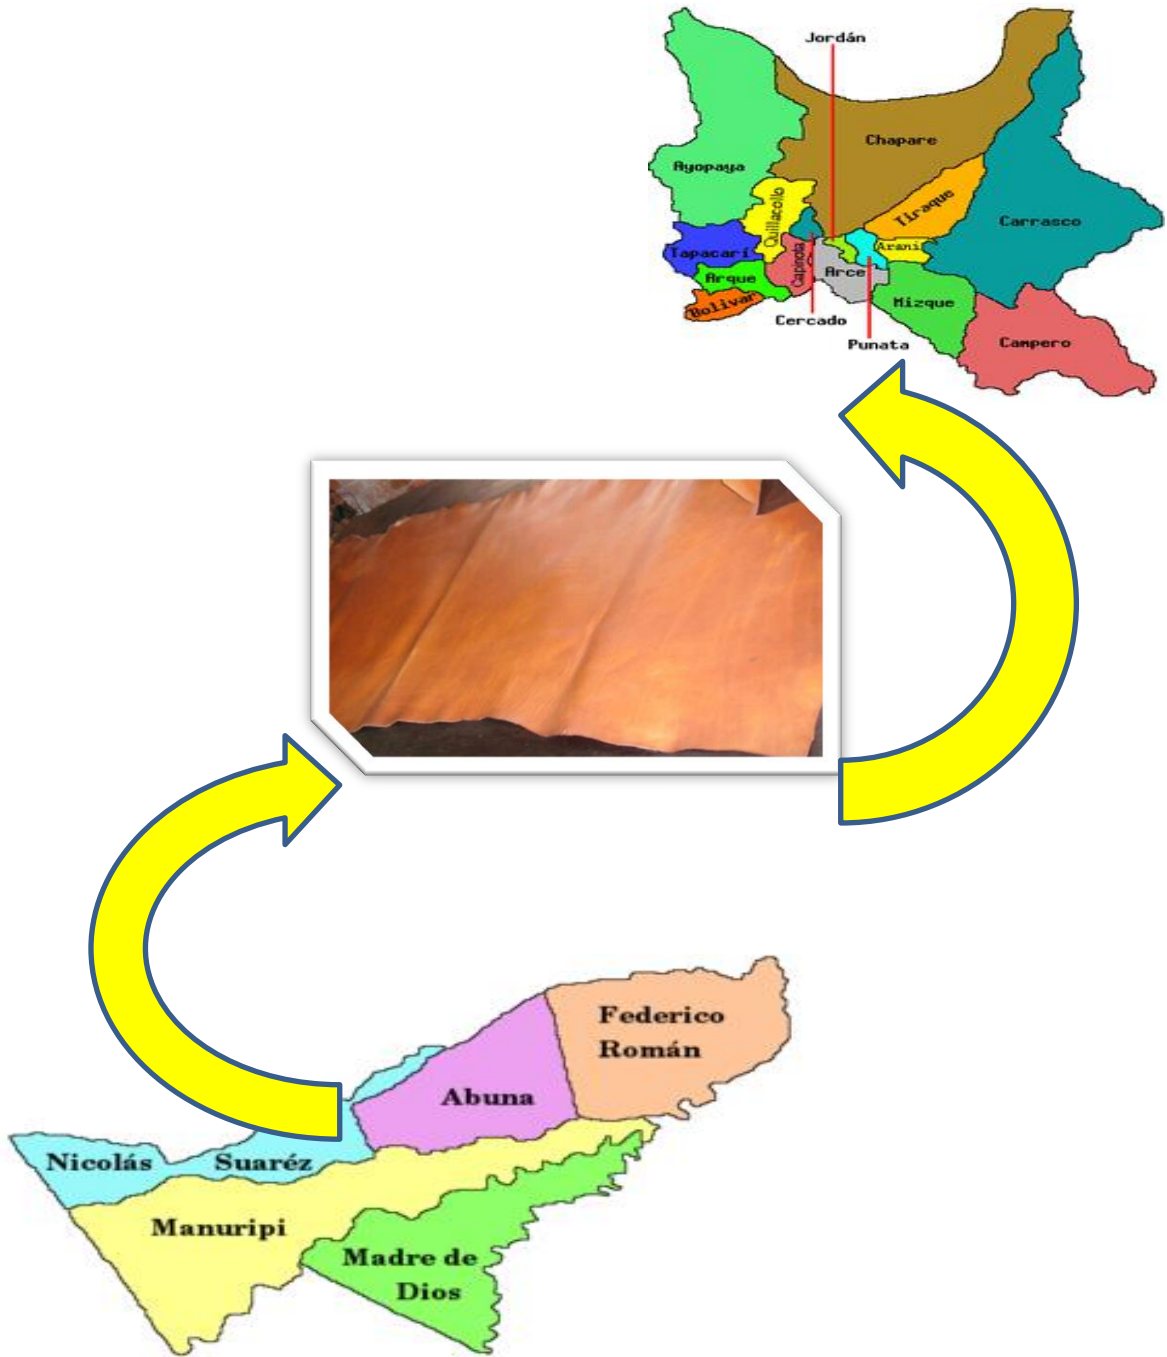 Jordán
Chapare
Ayopaya
Tiraque
Quillacollo
Carrasco
Arani
Tapacarí
Capinota
Arce
Arque
Bolivar
Mizque
Cercado
Punata
Campero
Federico
Román
Abuna
Nicolás Suaréz
Manuripi
Madre de
Dios